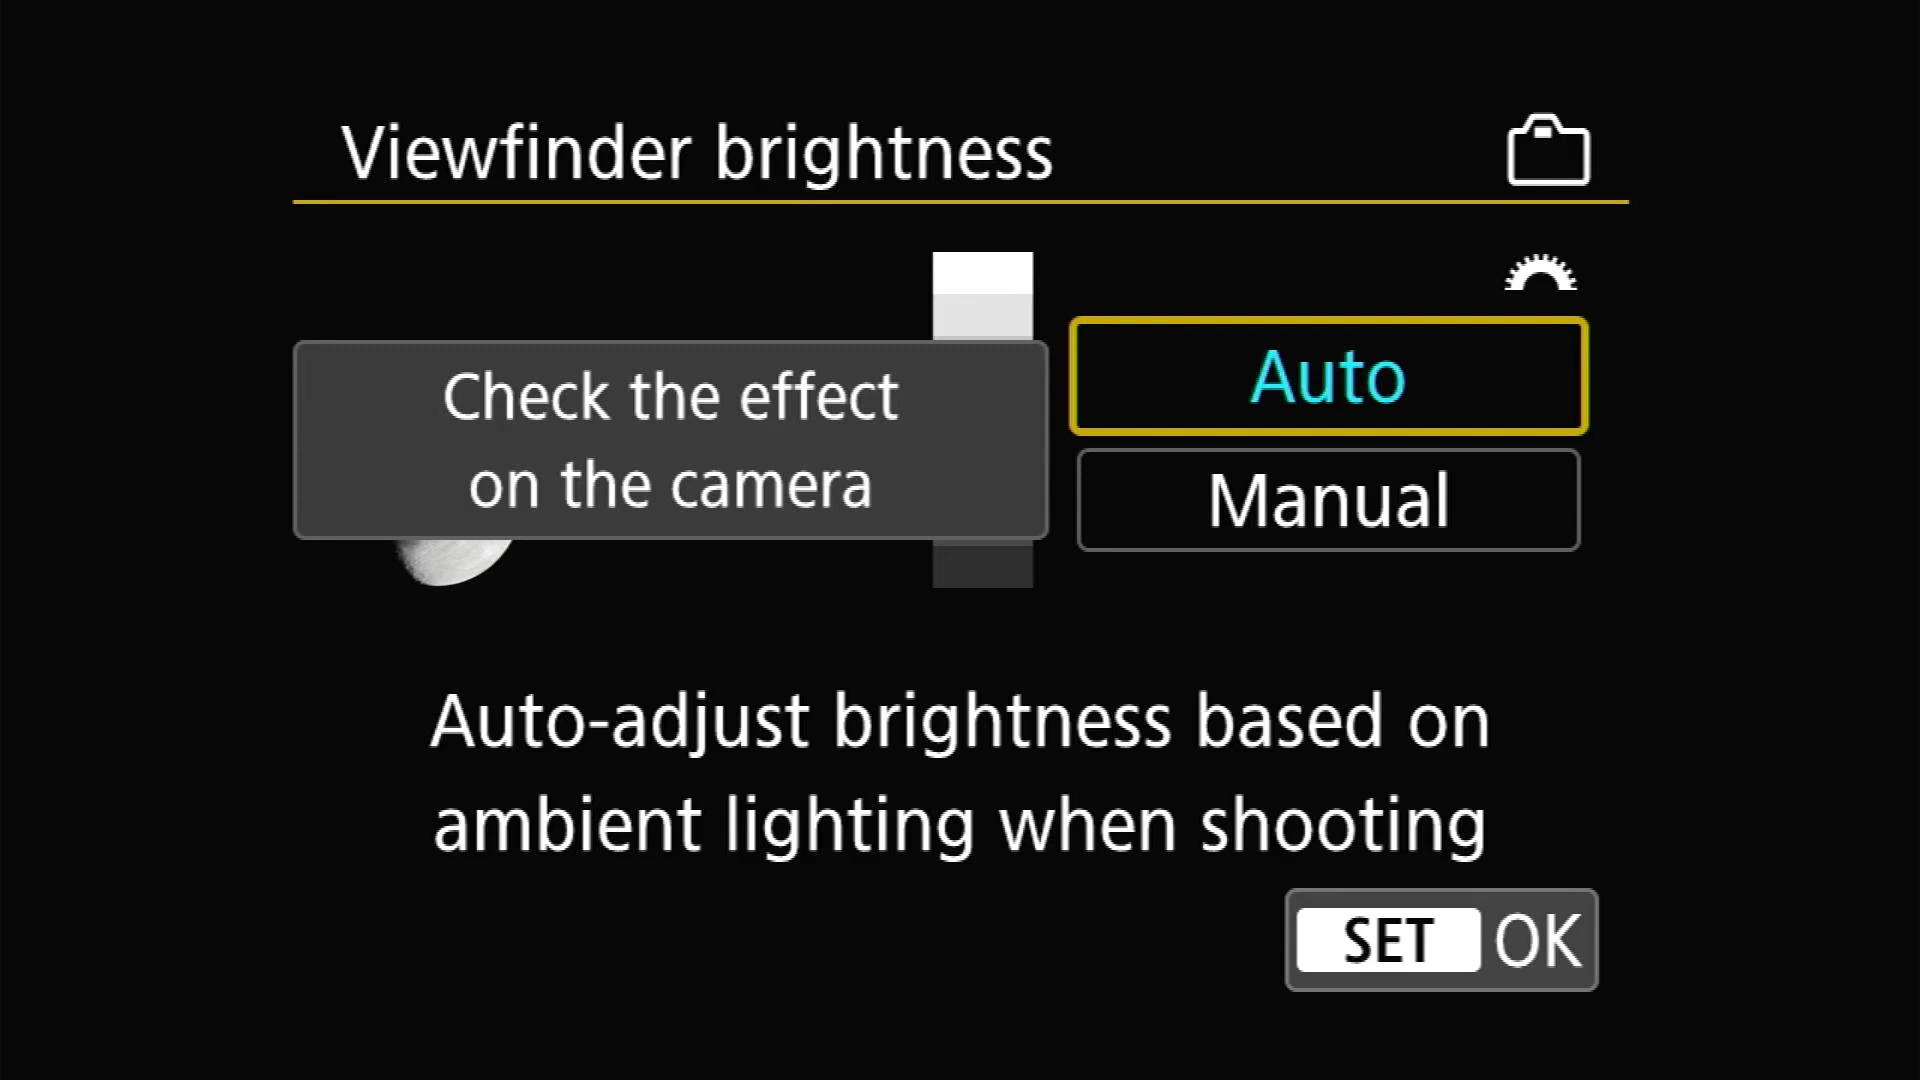 Viewfinder brightness
Check the effect
on the camera
Auto
Manual
Auto-adjust brightness based on
ambient lighting when shooting
SET OK